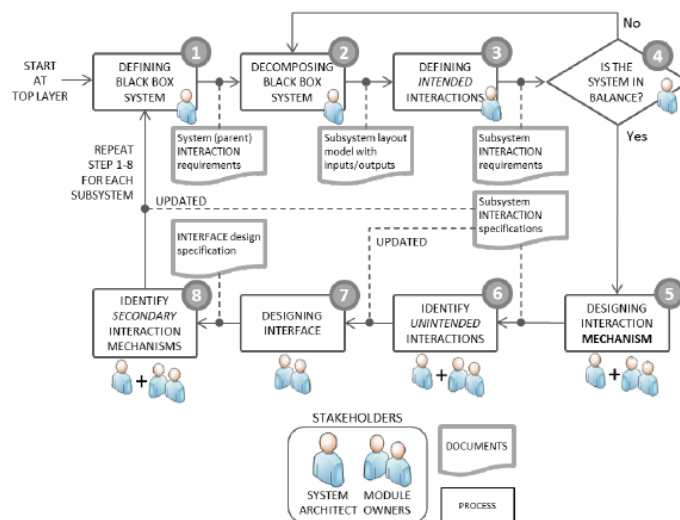 No
1
2
3
4
START
AT
TOP LAYER
DEFINING
BLACK BOX
SYSTEM
DECOMPOSING
BLACK BOX
SYSTEM
DEFINING
INTENDED
INTERACTIONS
IS THE
SYSTEM IN
BALANCE?
Yes
System (parent)
INTERACTION
requirements
Subsystem layout
model with
inputs/outputs
Subsystem
INTERACTION
requirements
REPEAT
STEP 1-8
FOR EACH
SUBSYSTEM
UPDATED
Subsystem
INTERACTION
specifications
UPDATED
INTERFACE design
specification
8
7
6
5
IDENTIFY
SECONDARY
INTERACTION
MECHANISMS
DESIGNING
INTERFACE
IDENTIFY
UNINTENDED
INTERACTIONS
DESIGNING
INTERACTION
MECHANISM
+
+
+
STAKEHOLDERS
SYSTEM
ARCHITECT
MODULE
OWNERS
DOCUMENTS
PROCESS